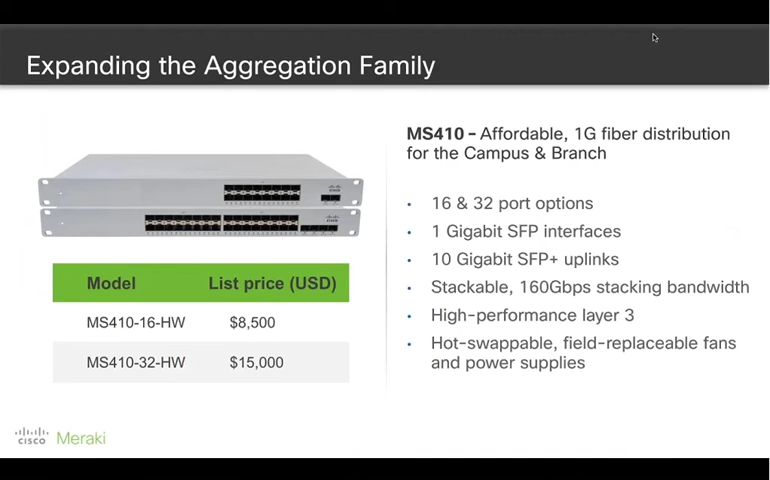 Expanding the Aggregation Family
MS410 – Affordable, 1G fiber distribution
for the Campus & Branch
• 16 & 32 port options
• 1 Gigabit SFP interfaces
• 10 Gigabit SFP+ uplinks
• Stackable, 160Gbps stacking bandwidth
• High-performance layer 3
• Hot-swappable, field-replaceable fans
and power supplies
Model List price (USD)
MS410-16-HW $8,500
MS410-32-HW $15,000
CISCO Meraki